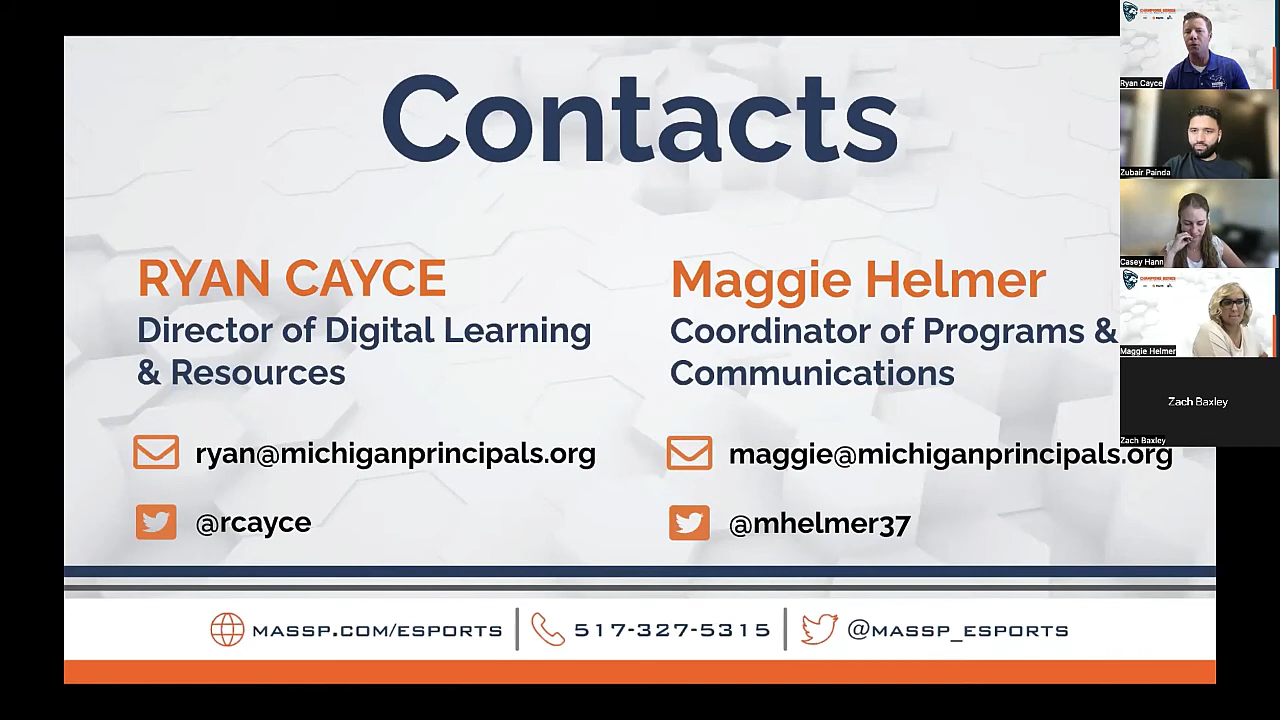 Contacts
RYAN CAYCE
Director of Digital Learning
& Resources
ryan@michiganprincipals.org
@rcayce
Maggie Helmer
Coordinator of Programs &
Communications
maggie@michiganprincipals.org
@mhelmer37
MASSP.COM/ESPORTS
517-327-5315
@MASSP_ESPORTS
Ryan Cayce
Zubair Painda
Casey Hann
Maggie Helmer
Zach Baxley
Zach Baxley